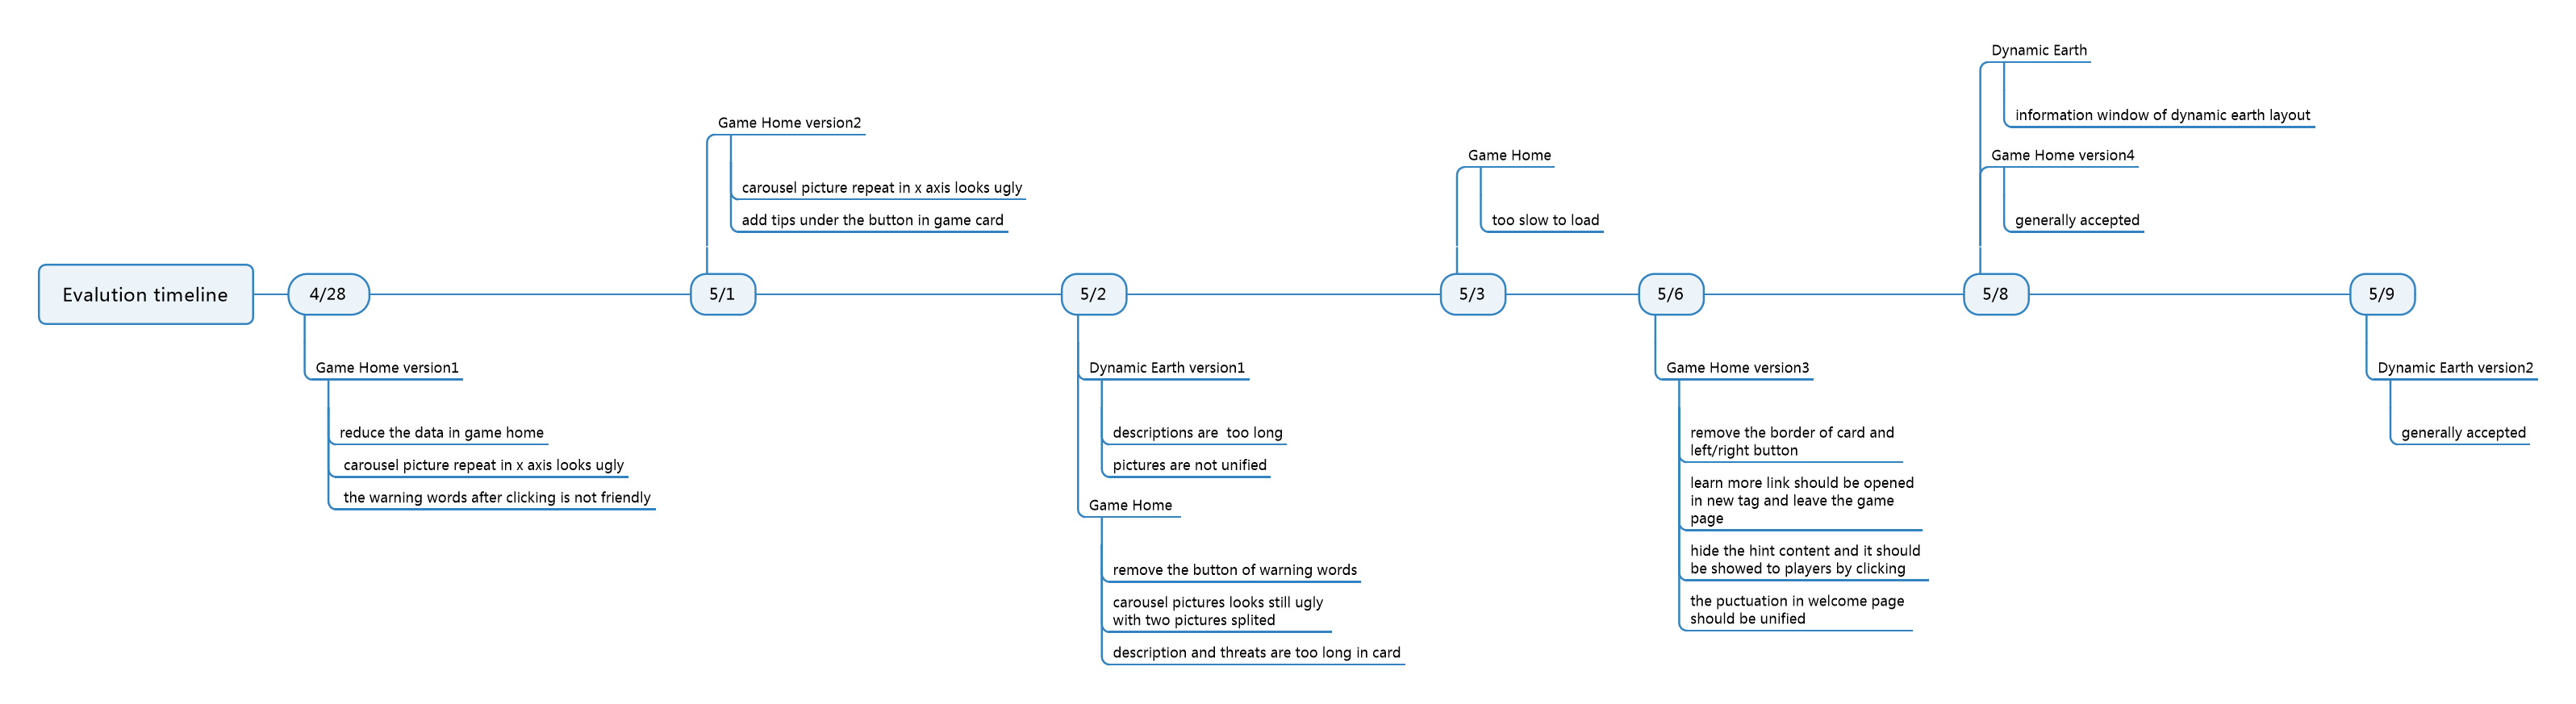 Evalution timeline
4/28
Game Home version1
reduce the data in game home
carousel picture repeat in x axis looks ugly
the warning words after clicking is not friendly
5/1
Game Home version2
carousel picture repeat in x axis looks ugly
add tips under the button in game card
5/2
Dynamic Earth version1
descriptions are  too long
pictures are not unified
Game Home
remove the button of warning words
carousel pictures looks still ugly
with two pictures splited
description and threats are too long in card
5/3
Game Home
too slow to load
5/6
Game Home version3
remove the border of card and
left/right button
learn more link should be opened
in new tag and leave the game
page
hide the hint content and it should
be showed to players by clicking
the puctuation in welcome page
should be unified
5/8
Dynamic Earth
information window of dynamic earth layout
Game Home version4
generally accepted
5/9
Dynamic Earth version2
generally accepted